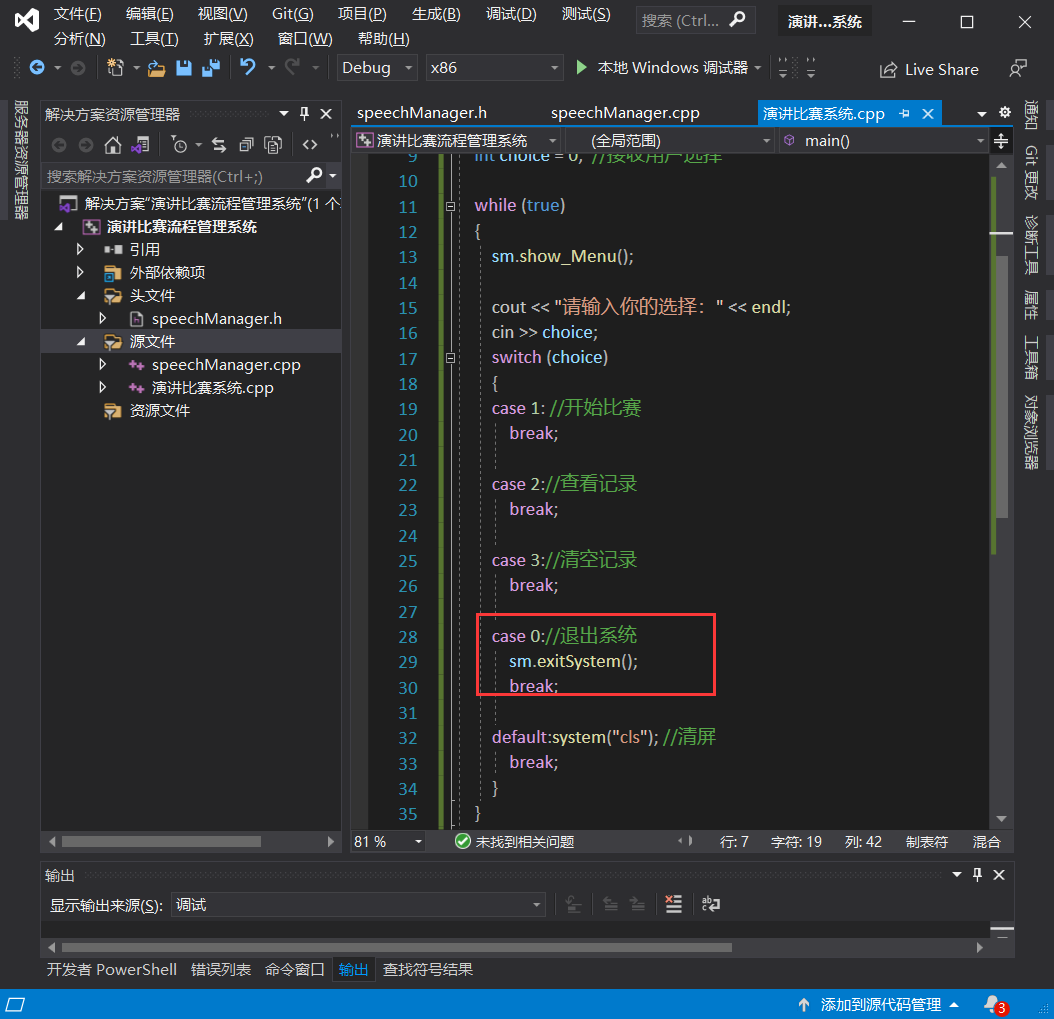 文件(F) 编辑(E) 视图(V) Git(G) 项目(P) 生成(B) 调试(D) 测试(S) 搜索 (Ctrl... 演讲...系统
分析(N) 工具(T) 扩展(X) 窗口(W) 帮助(H)
Debug x86 本地 Windows 调试器 Live Share
服务器资源管理器
解决方案资源管理器
搜索解决方案资源管理器(Ctrl+;)
解决方案"演讲比赛流程管理系统"(1 个
演讲比赛流程管理系统
引用
外部依赖项
头文件
speechManager.h
源文件
speechManager.cpp
演讲比赛系统.cpp
资源文件
speechManager.h speechManager.cpp 演讲比赛系统.cpp
演讲比赛流程管理系统 (全局范围) main()
9 int choice = 0; //接收用户选择
10
11 while (true)
12 {
13 sm.show_Menu();
14
15 cout << "请输入你的选择：" << endl;
16 cin >> choice;
17 switch (choice)
18 {
19 case 1: //开始比赛
20 break;
21
22 case 2://查看记录
23 break;
24
25 case 3://清空记录
26 break;
27
28 case 0://退出系统
29 sm.exitSystem();
30 break;
31
32 default:system("cls"); //清屏
33 break;
34 }
35 }
81 % 未找到相关问题 行: 7 字符: 19 列: 42 制表符 混合
通知
Git 更改
诊断工具
属性
工具箱
对象浏览器
输出
显示输出来源(S): 调试
开发者 PowerShell 错误列表 命令窗口 输出 查找符号结果
添加到源代码管理 3